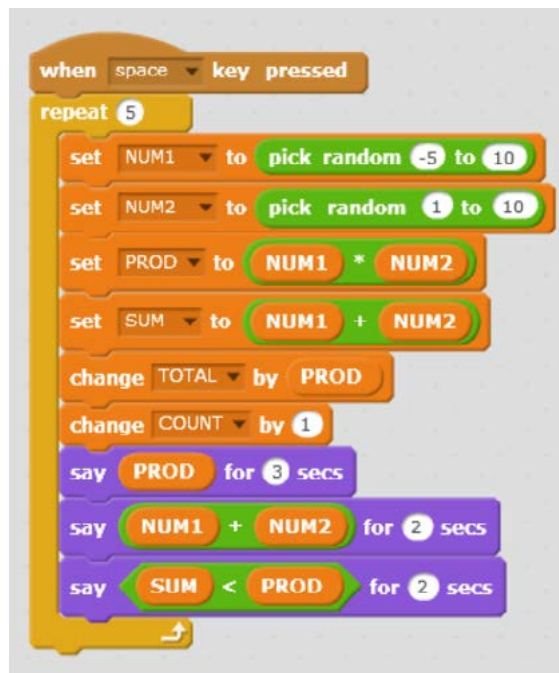 when space key pressed
repeat 5
set NUM1 to pick random -5 to 10
set NUM2 to pick random 1 to 10
set PROD to NUM1 * NUM2
set SUM to NUM1 + NUM2
change TOTAL by PROD
change COUNT by 1
say PROD for 3 secs
say NUM1 + NUM2 for 2 secs
say SUM < PROD for 2 secs